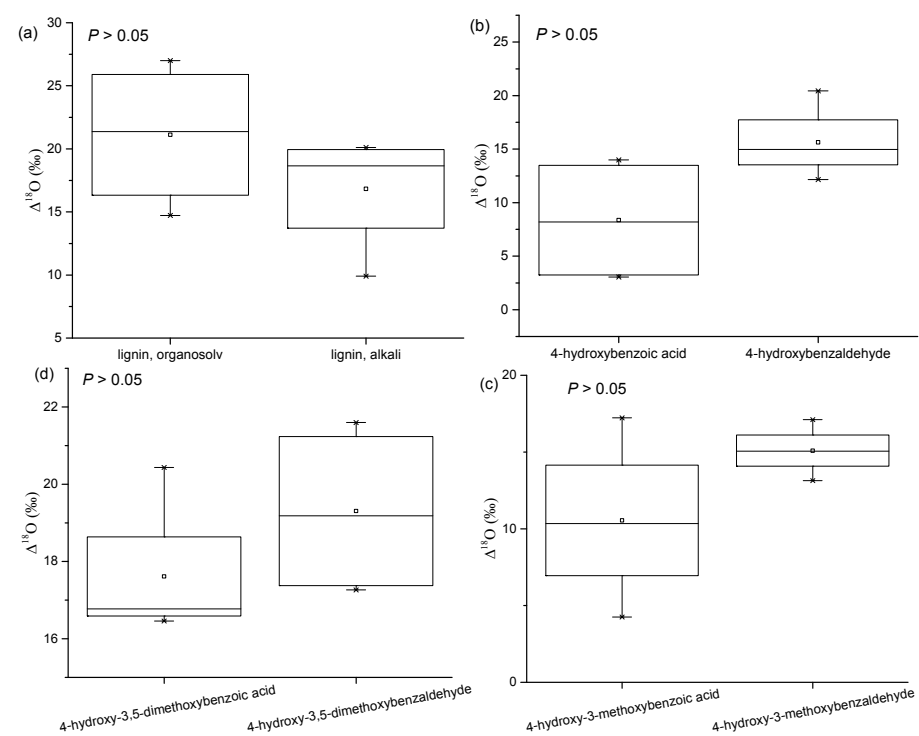 (a)
P > 0.05
30
25
20
15
10
5
Δ18O (‰)
lignin, organosolv
lignin, alkali
(b)
P > 0.05
25
20
15
10
5
0
Δ18O (‰)
4-hydroxybenzoic acid
4-hydroxybenzaldehyde
(d)
P > 0.05
22
20
18
16
Δ18O (‰)
4-hydroxy-3,5-dimethoxybenzoic acid
4-hydroxy-3,5-dimethoxybenzaldehyde
(c)
P > 0.05
20
10
0
Δ18O (‰)
4-hydroxy-3-methoxybenzoic acid
4-hydroxy-3-methoxybenzaldehyde